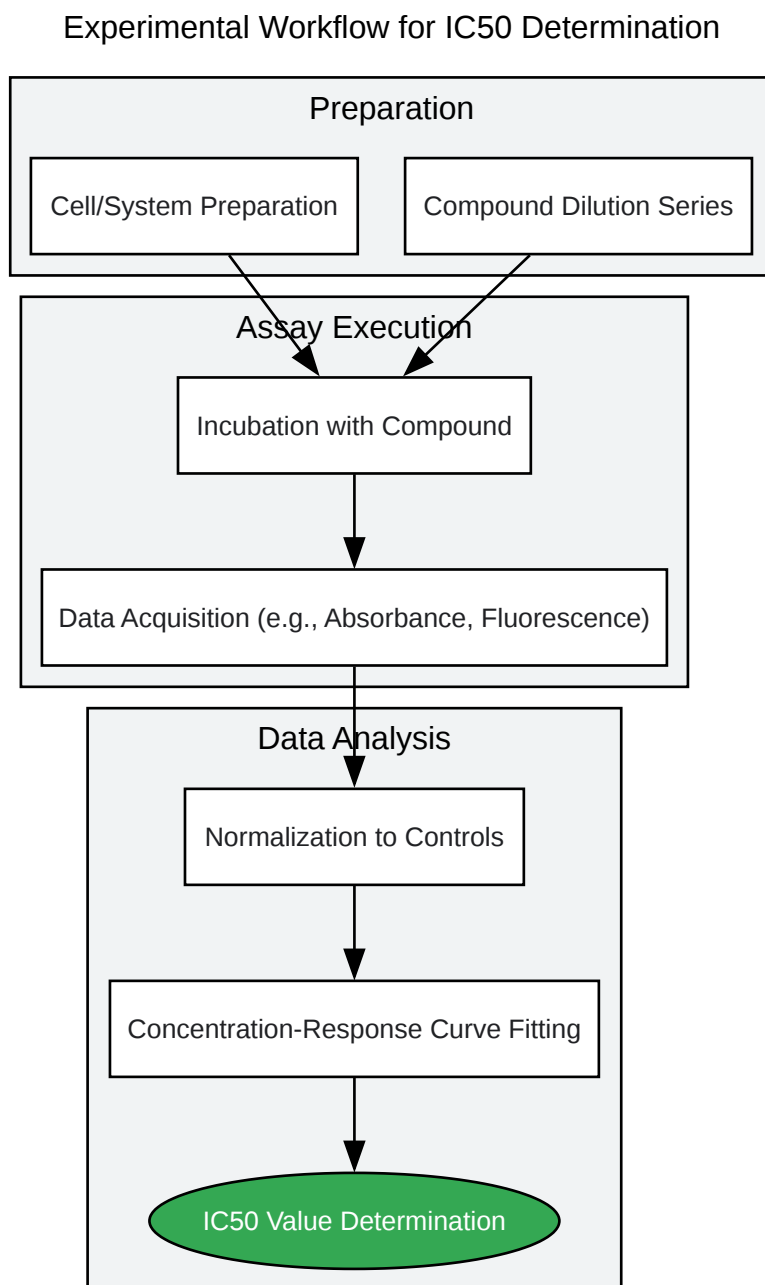 Experimental Workflow for IC50 Determination
Preparation
Cell/System Preparation
Compound Dilution Series
Assay Execution
Incubation with Compound
Data Acquisition (e.g., Absorbance, Fluorescence)
Data Analysis
Normalization to Controls
Concentration-Response Curve Fitting
IC50 Value Determination